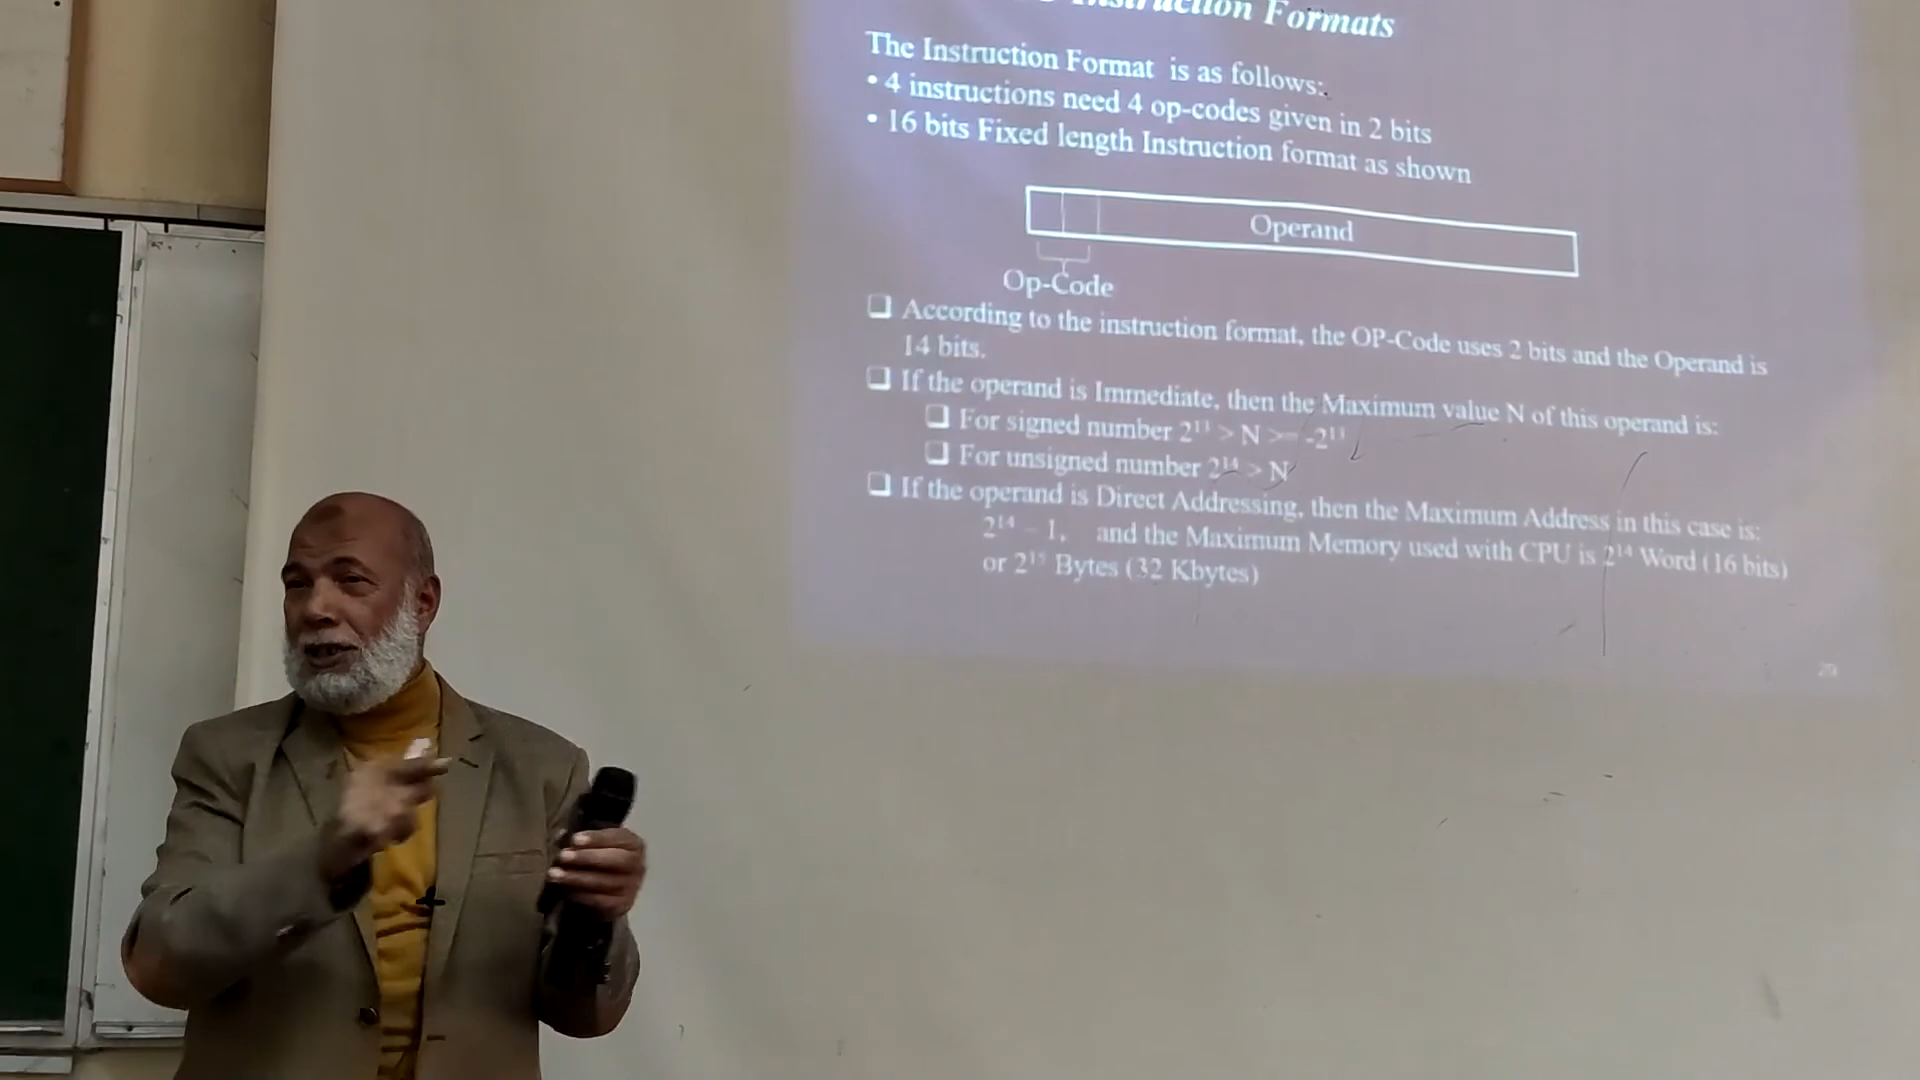 Instruction Formats
The Instruction Format is as follows:
• 4 instructions need 4 op-codes given in 2 bits
• 16 bits Fixed length Instruction format as shown
Operand
Op-Code
❑ According to the instruction format, the OP-Code uses 2 bits and the Operand is
14 bits.
❑ If the operand is Immediate, then the Maximum value N of this operand is:
❑ For signed number 2¹³ > N >= -2¹³
❑ For unsigned number 2¹⁴ > N
❑ If the operand is Direct Addressing, then the Maximum Address in this case is:
2¹⁴ – 1, and the Maximum Memory used with CPU is 2¹⁴ Word (16 bits)
or 2¹⁵ Bytes (32 Kbytes)
29